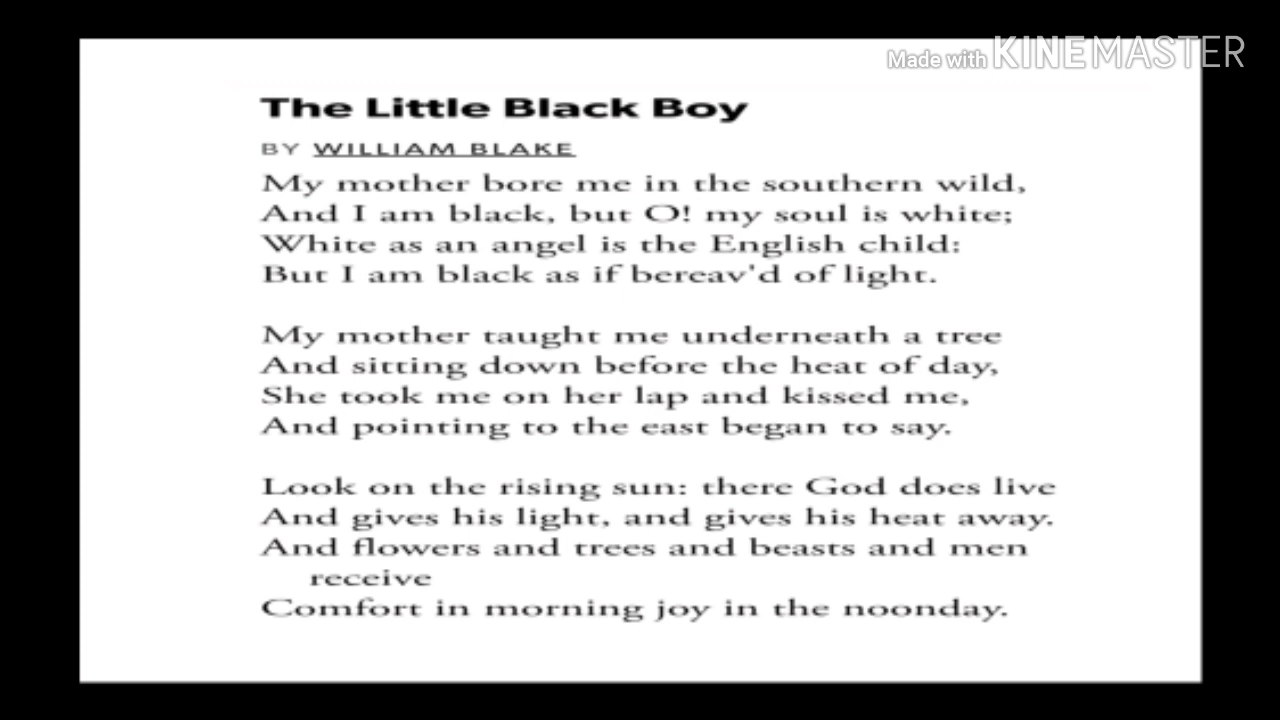 Made with KINEMASTER
The Little Black Boy
BY WILLIAM BLAKE
My mother bore me in the southern wild,
And I am black, but O! my soul is white;
White as an angel is the English child:
But I am black as if bereav'd of light.
My mother taught me underneath a tree
And sitting down before the heat of day,
She took me on her lap and kissed me,
And pointing to the east began to say.
Look on the rising sun: there God does live
And gives his light, and gives his heat away.
And flowers and trees and beasts and men
receive
Comfort in morning joy in the noonday.